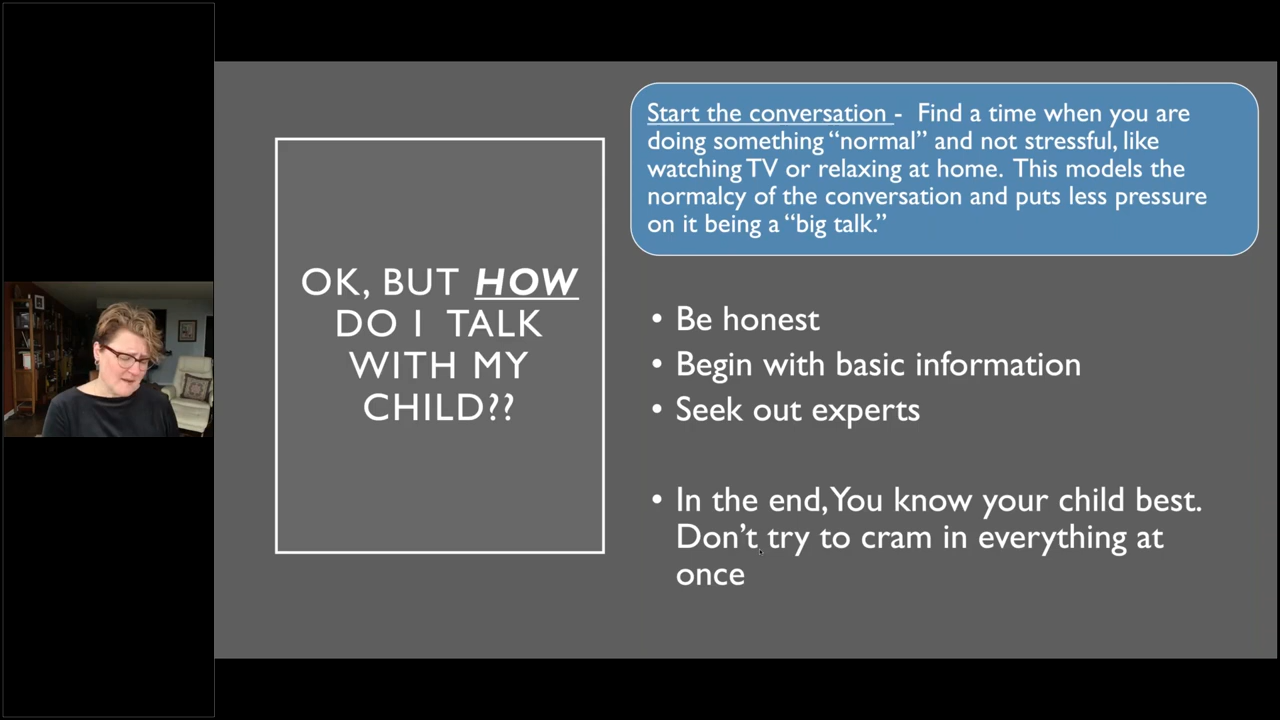 OK, BUT HOW
DO I TALK
WITH MY
CHILD??
Start the conversation - Find a time when you are
doing something “normal” and not stressful, like
watching TV or relaxing at home. This models the
normalcy of the conversation and puts less pressure
on it being a “big talk.”
• Be honest
• Begin with basic information
• Seek out experts
• In the end, You know your child best.
Don’t try to cram in everything at
once